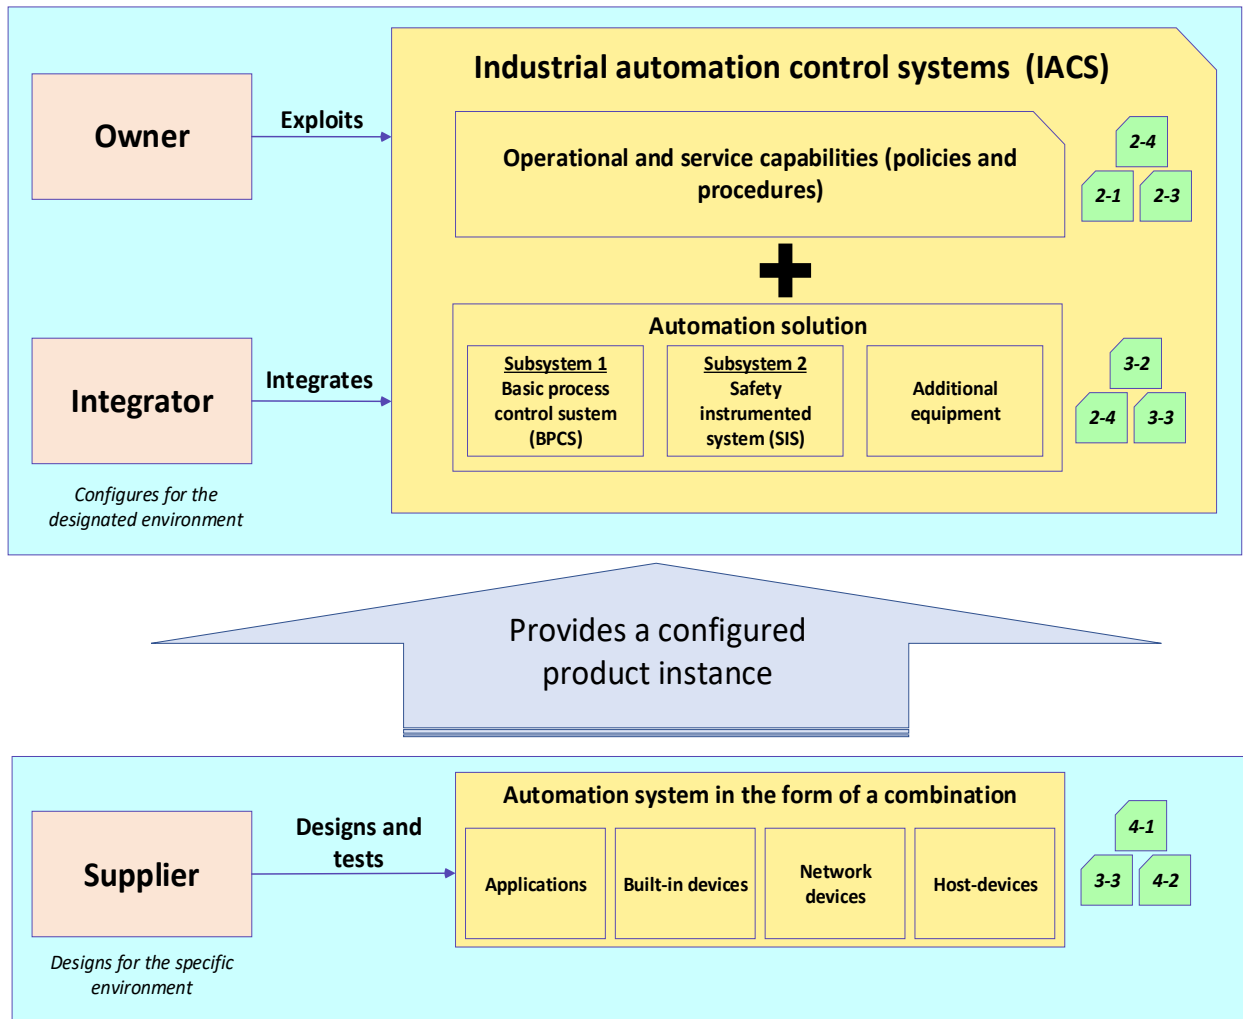 Industrial automation control systems (IACS)
Owner
Exploits
Operational and service capabilities (policies and
procedures)
2-4
2-1
2-3
Automation solution
Integrator
Integrates
Subsystem 1
Basic process
control sustem
(BPCS)
Subsystem 2
Safety
instrumented
system (SIS)
Additional
equipment
3-2
2-4
3-3
Configures for the
designated environment
Provides a configured
product instance
Automation system in the form of a combination
Supplier
Designs and
tests
Applications
Built-in devices
Network
devices
Host-devices
4-1
3-3
4-2
Designs for the specific
environment